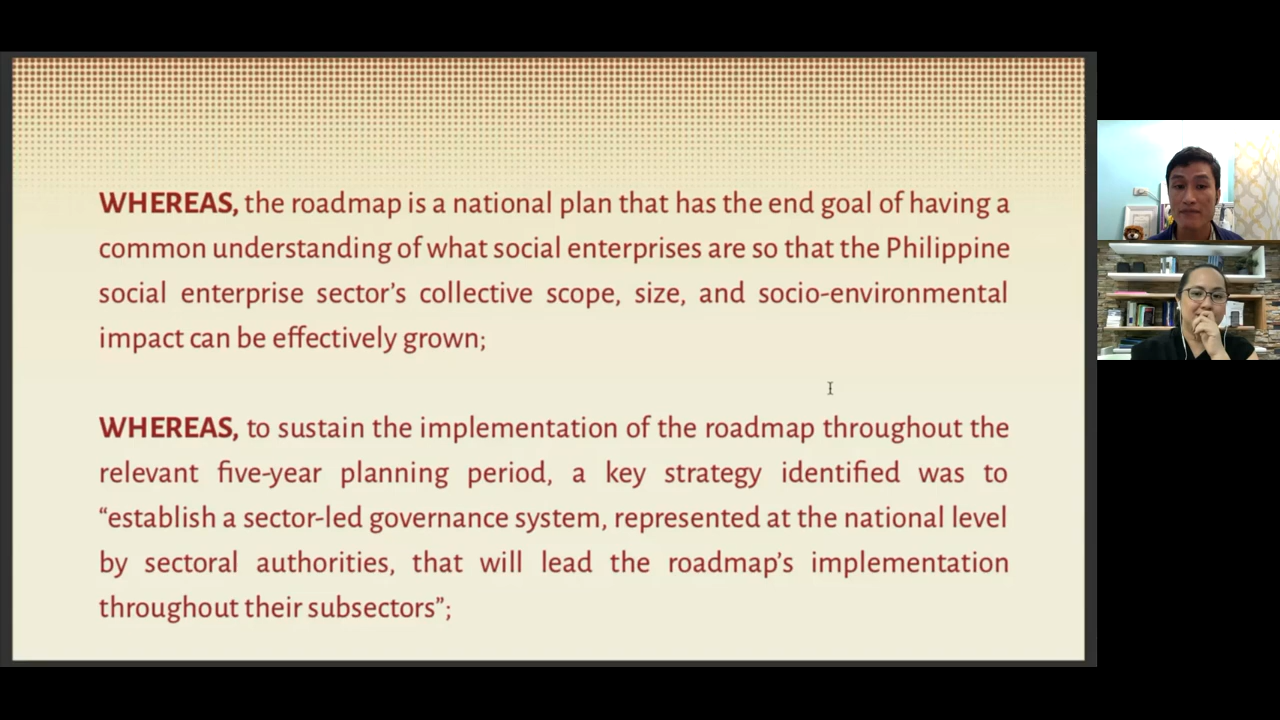 WHEREAS, the roadmap is a national plan that has the end goal of having a
common understanding of what social enterprises are so that the Philippine
social enterprise sector’s collective scope, size, and socio-environmental
impact can be effectively grown;
WHEREAS, to sustain the implementation of the roadmap throughout the
relevant five-year planning period, a key strategy identified was to
“establish a sector-led governance system, represented at the national level
by sectoral authorities, that will lead the roadmap’s implementation
throughout their subsectors”;